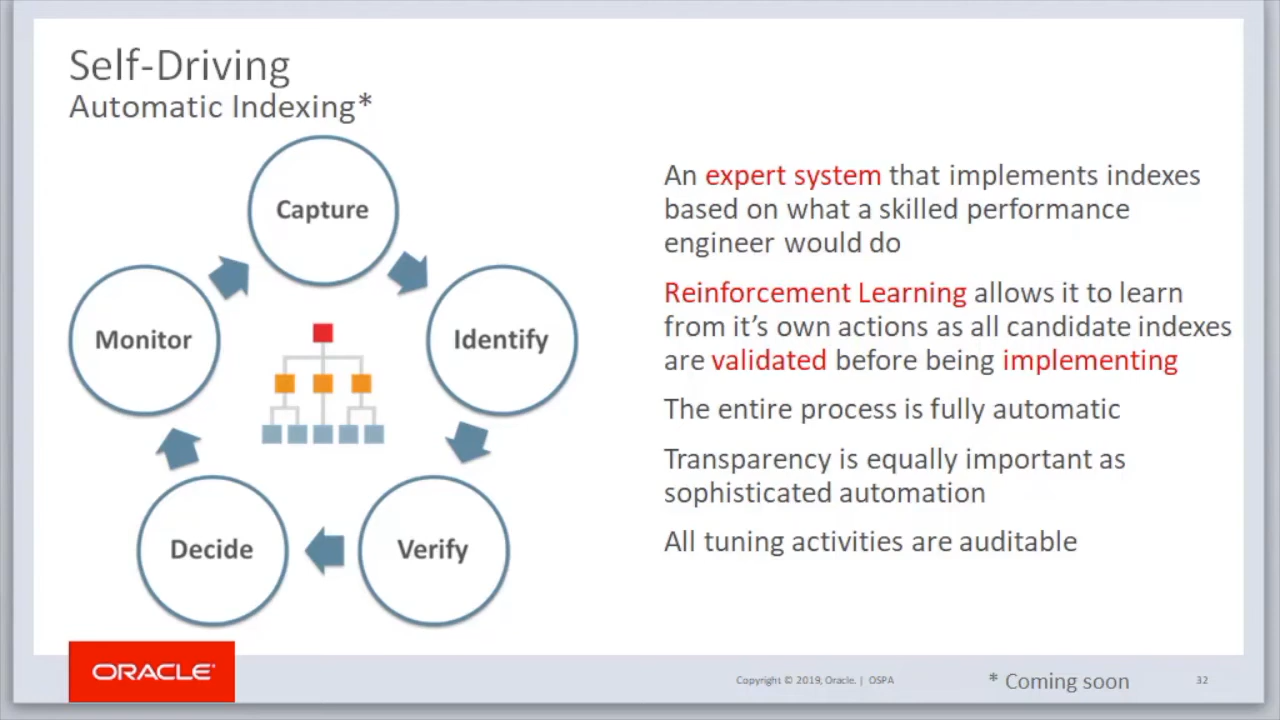 Self-Driving
Automatic Indexing*
Capture
Identify
Verify
Decide
Monitor
An expert system that implements indexes
based on what a skilled performance
engineer would do
Reinforcement Learning allows it to learn
from it's own actions as all candidate indexes
are validated before being implementing
The entire process is fully automatic
Transparency is equally important as
sophisticated automation
All tuning activities are auditable
ORACLE®
Copyright © 2019, Oracle. | OSPA
* Coming soon
32